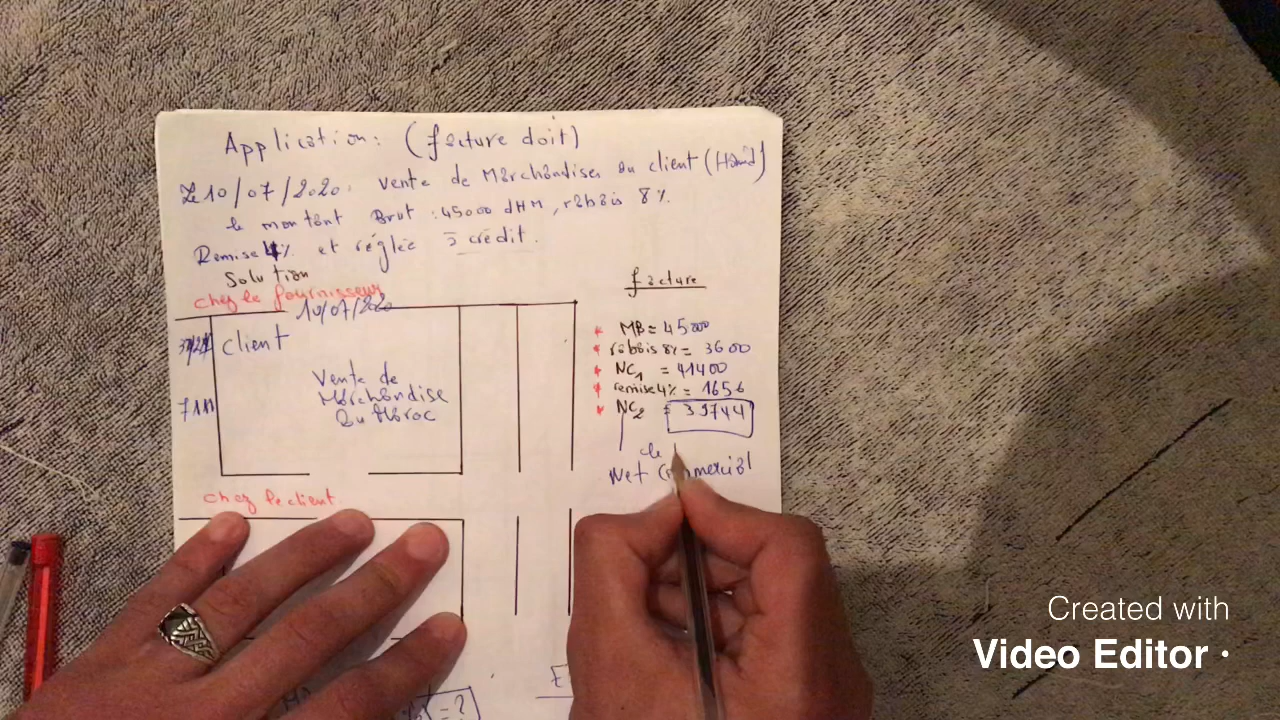 Application: (facture doit)
Le 10/07/2020, Vente de Marchandises au client (Hamid)
le montant Brut : 45000 dHM, rabais 8%.
Remise 4% et réglée à crédit.
Solution
chez le fournisseur
10/07/2020
Client
7111
Vente de
Marchandise
au Maroc
chez le client
facture
* MB = 45000
* rabais 8% = 3600
* NC1 = 41400
* remise 4% = 1656
* NC2 = 39744
le
Net Commercial
= ?
Created with
Video Editor